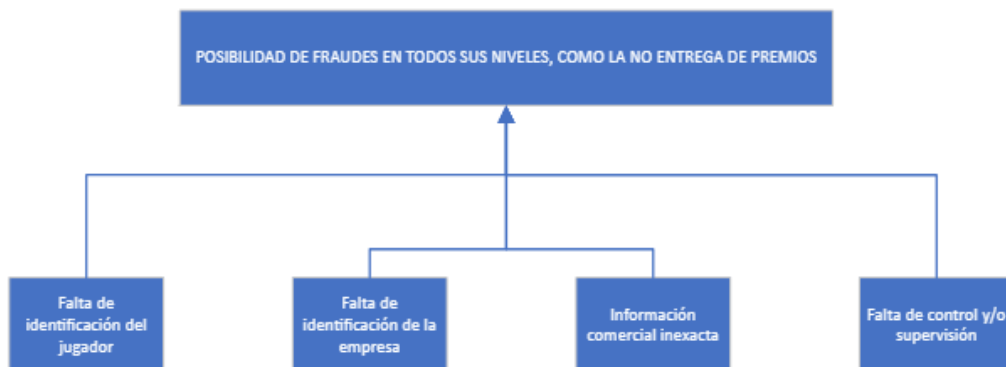 POSIBILIDAD DE FRAUDES EN TODOS SUS NIVELES, COMO LA NO ENTREGA DE PREMIOS
Falta de
identificación del
jugador
Falta de
identificación de la
empresa
Información
comercial inexacta
Falta de control y/o
supervisión